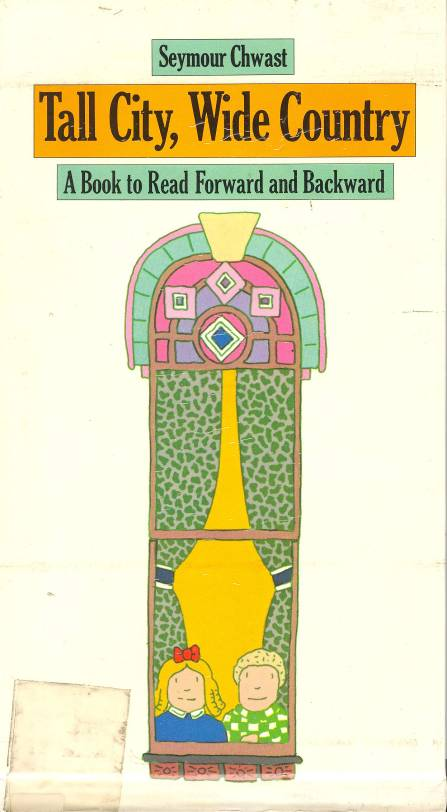 Seymour Chwast
Tall City, Wide Country
A Book to Read Forward and Backward